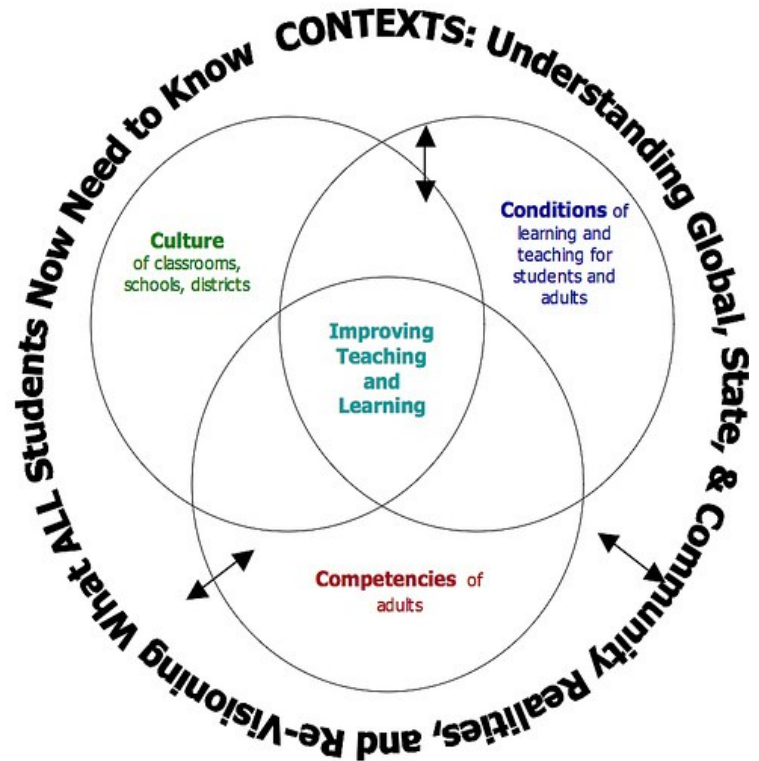 CONTEXTS: Understanding Global, State, & Community Realities, and Re-Visioning What ALL Students Now Need to Know
Culture
of classrooms,
schools, districts
Conditions of
learning and
teaching for
students and
adults
Improving
Teaching
and
Learning
Competencies of
adults